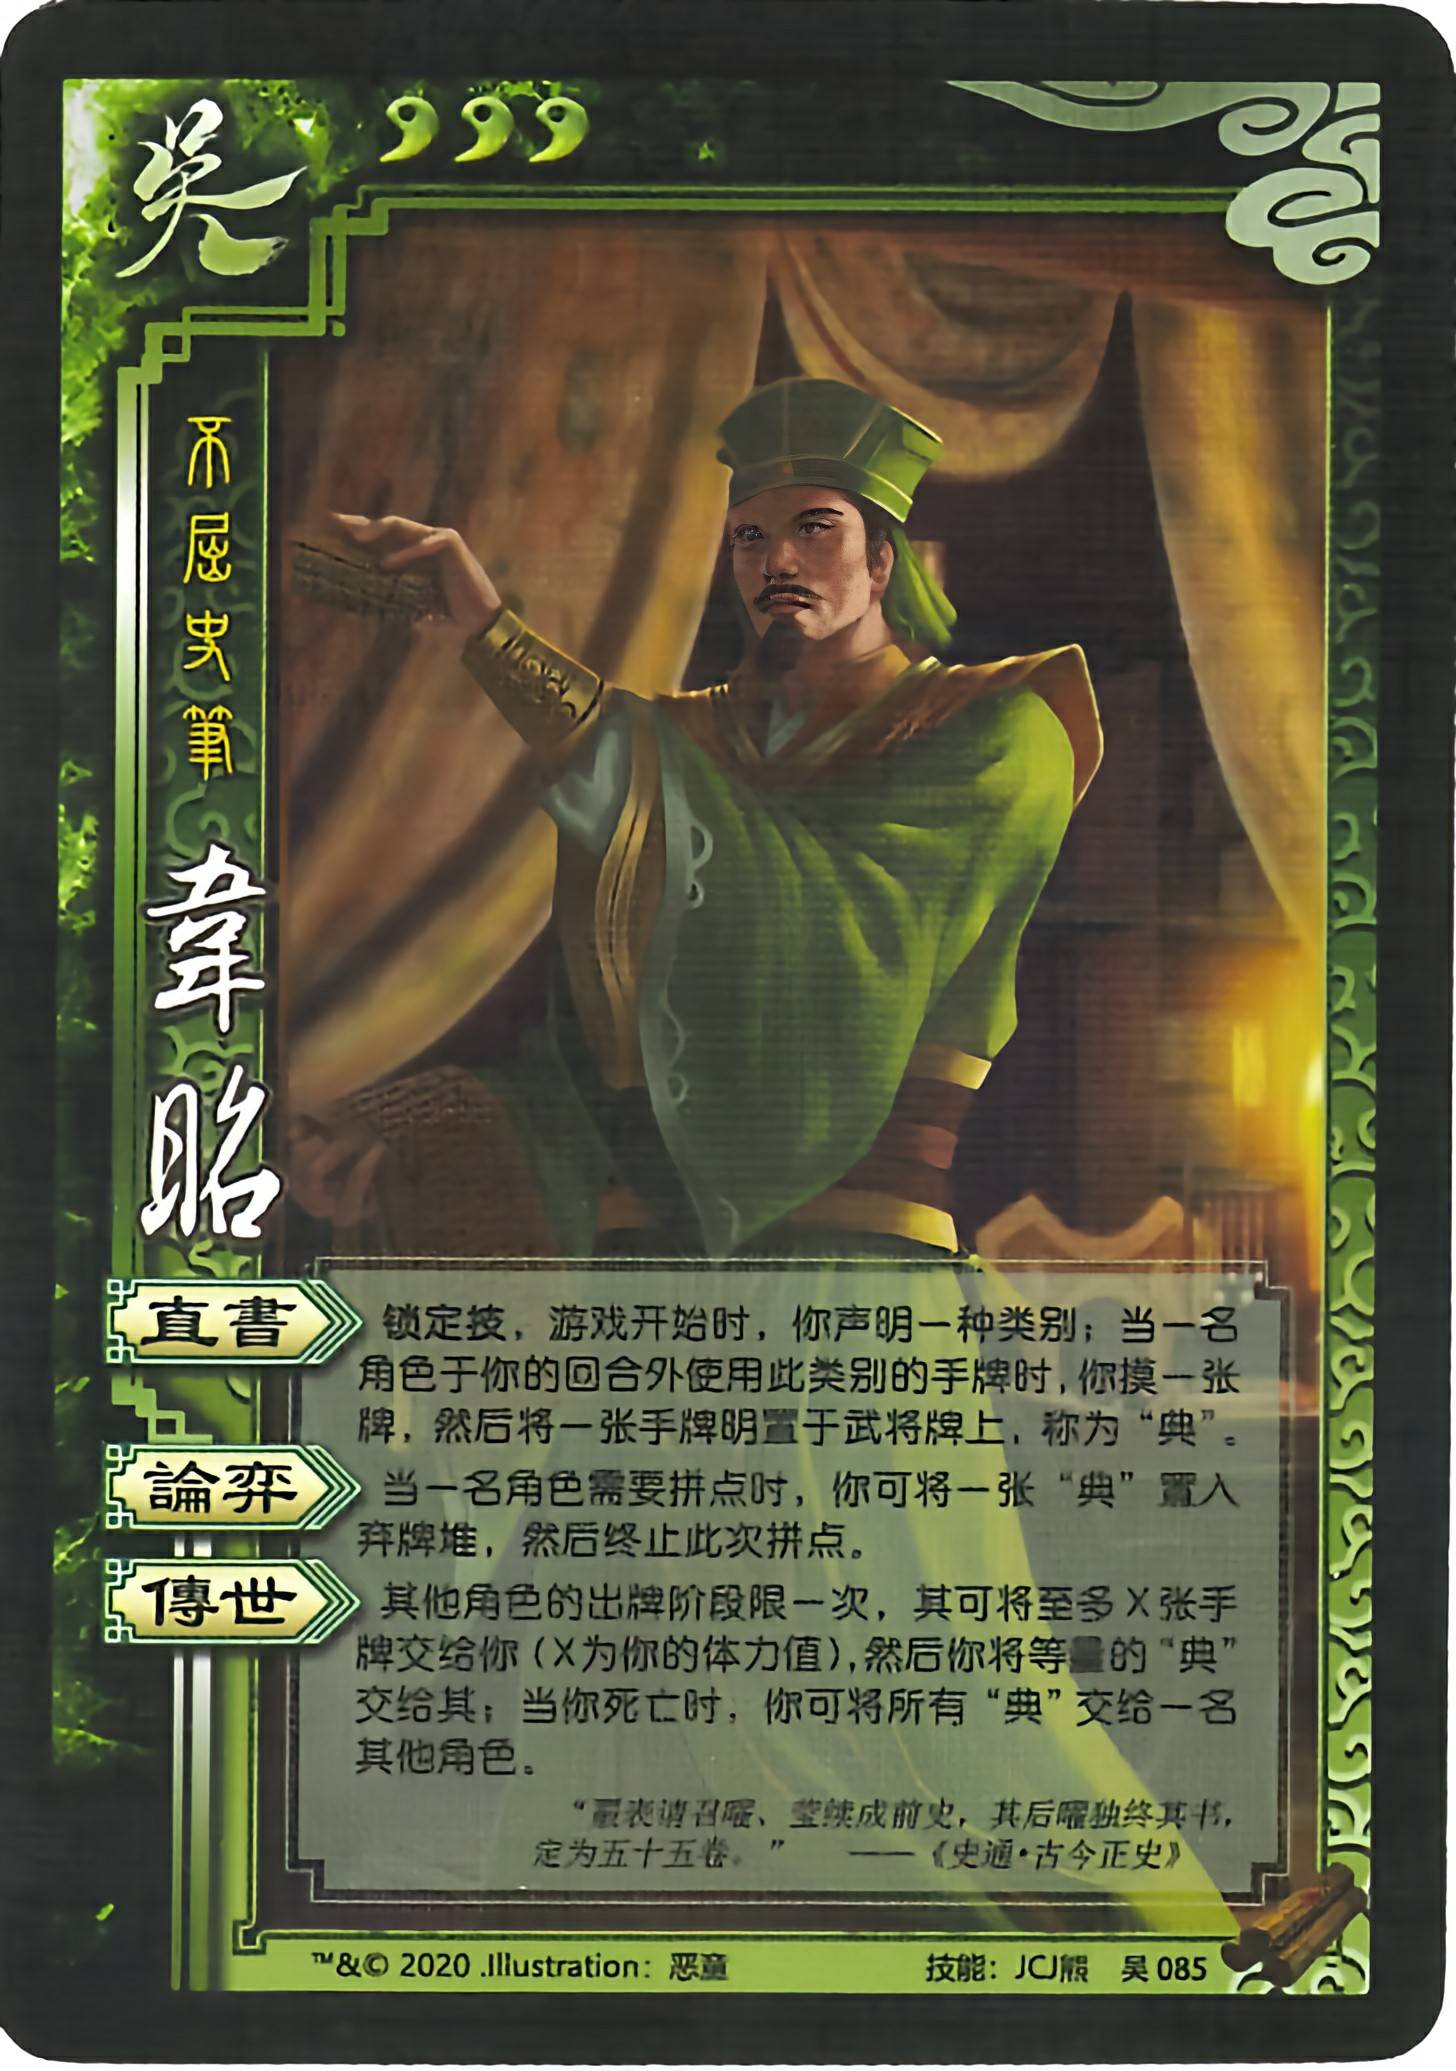 吴
不屈史筆
韋昭
直書
锁定技，游戏开始时，你声明一种类别；当一名
角色于你的回合外使用此类别的手牌时，你摸一张
牌，然后将一张手牌明置于武将牌上，称为“典”。
論弈
当一名角色需要拼点时，你可将一张“典”置入
弃牌堆，然后终止此次拼点。
傳世
其他角色的出牌阶段限一次，其可将至多X张手
牌交给你（X为你的体力值），然后你将等量的“典”
交给其；当你死亡时，你可将所有“典”交给一名
其他角色。
表请召曜、莹续成前史，其后曜独终其书，
定为五十五卷。” ——《史通·古今正史》
™&© 2020 .Illustration：恶童
技能：JCJ熊 吴 085